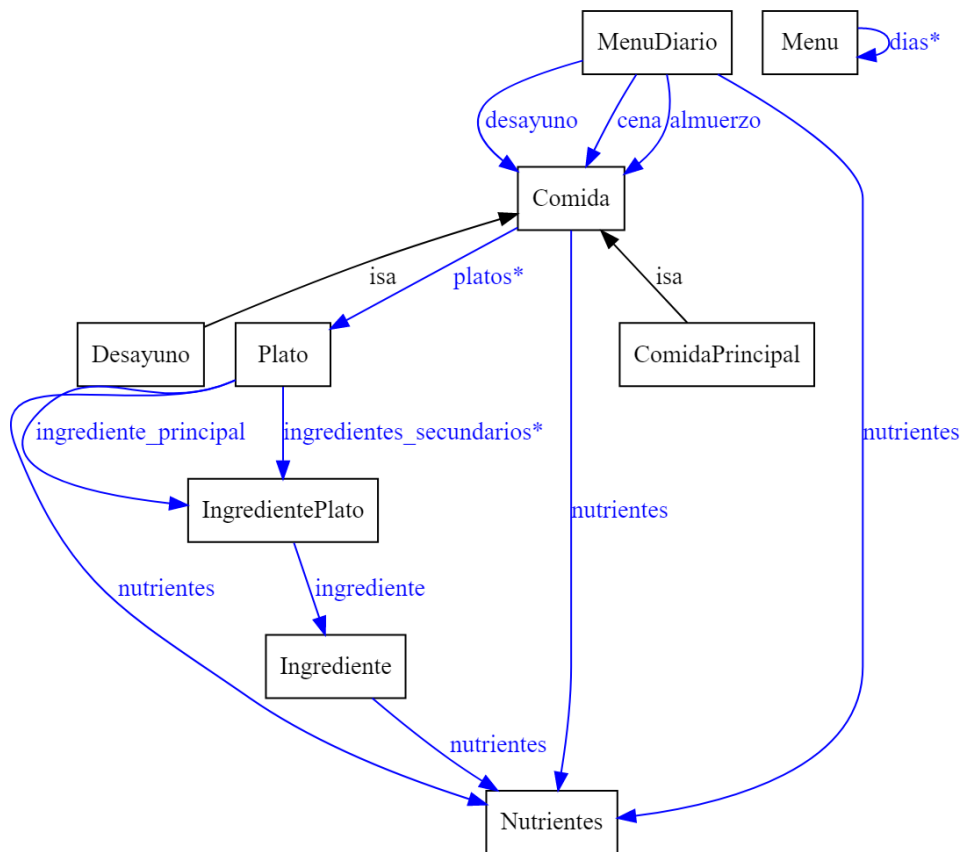 MenuDiario
Menu
dias*
desayuno
cena
almuerzo
Comida
isa
platos*
isa
Desayuno
Plato
ComidaPrincipal
ingrediente_principal
ingredientes_secundarios*
nutrientes
IngredientePlato
nutrientes
nutrientes
ingrediente
Ingrediente
nutrientes
Nutrientes